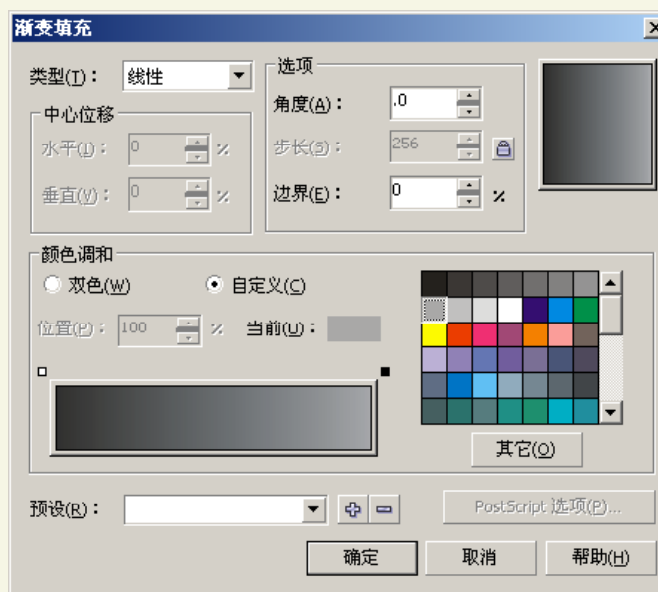 渐变填充
类型(T)： 线性
中心位移
水平(I)： 0 %
垂直(V)： 0 %
选项
角度(A)： .0
步长(S)： 256
边界(E)： 0 %
颜色调和
双色(W) 自定义(C)
位置(P)： 100 % 当前(U)：
其它(O)
预设(R)：
PostScript 选项(P)...
确定 取消 帮助(H)